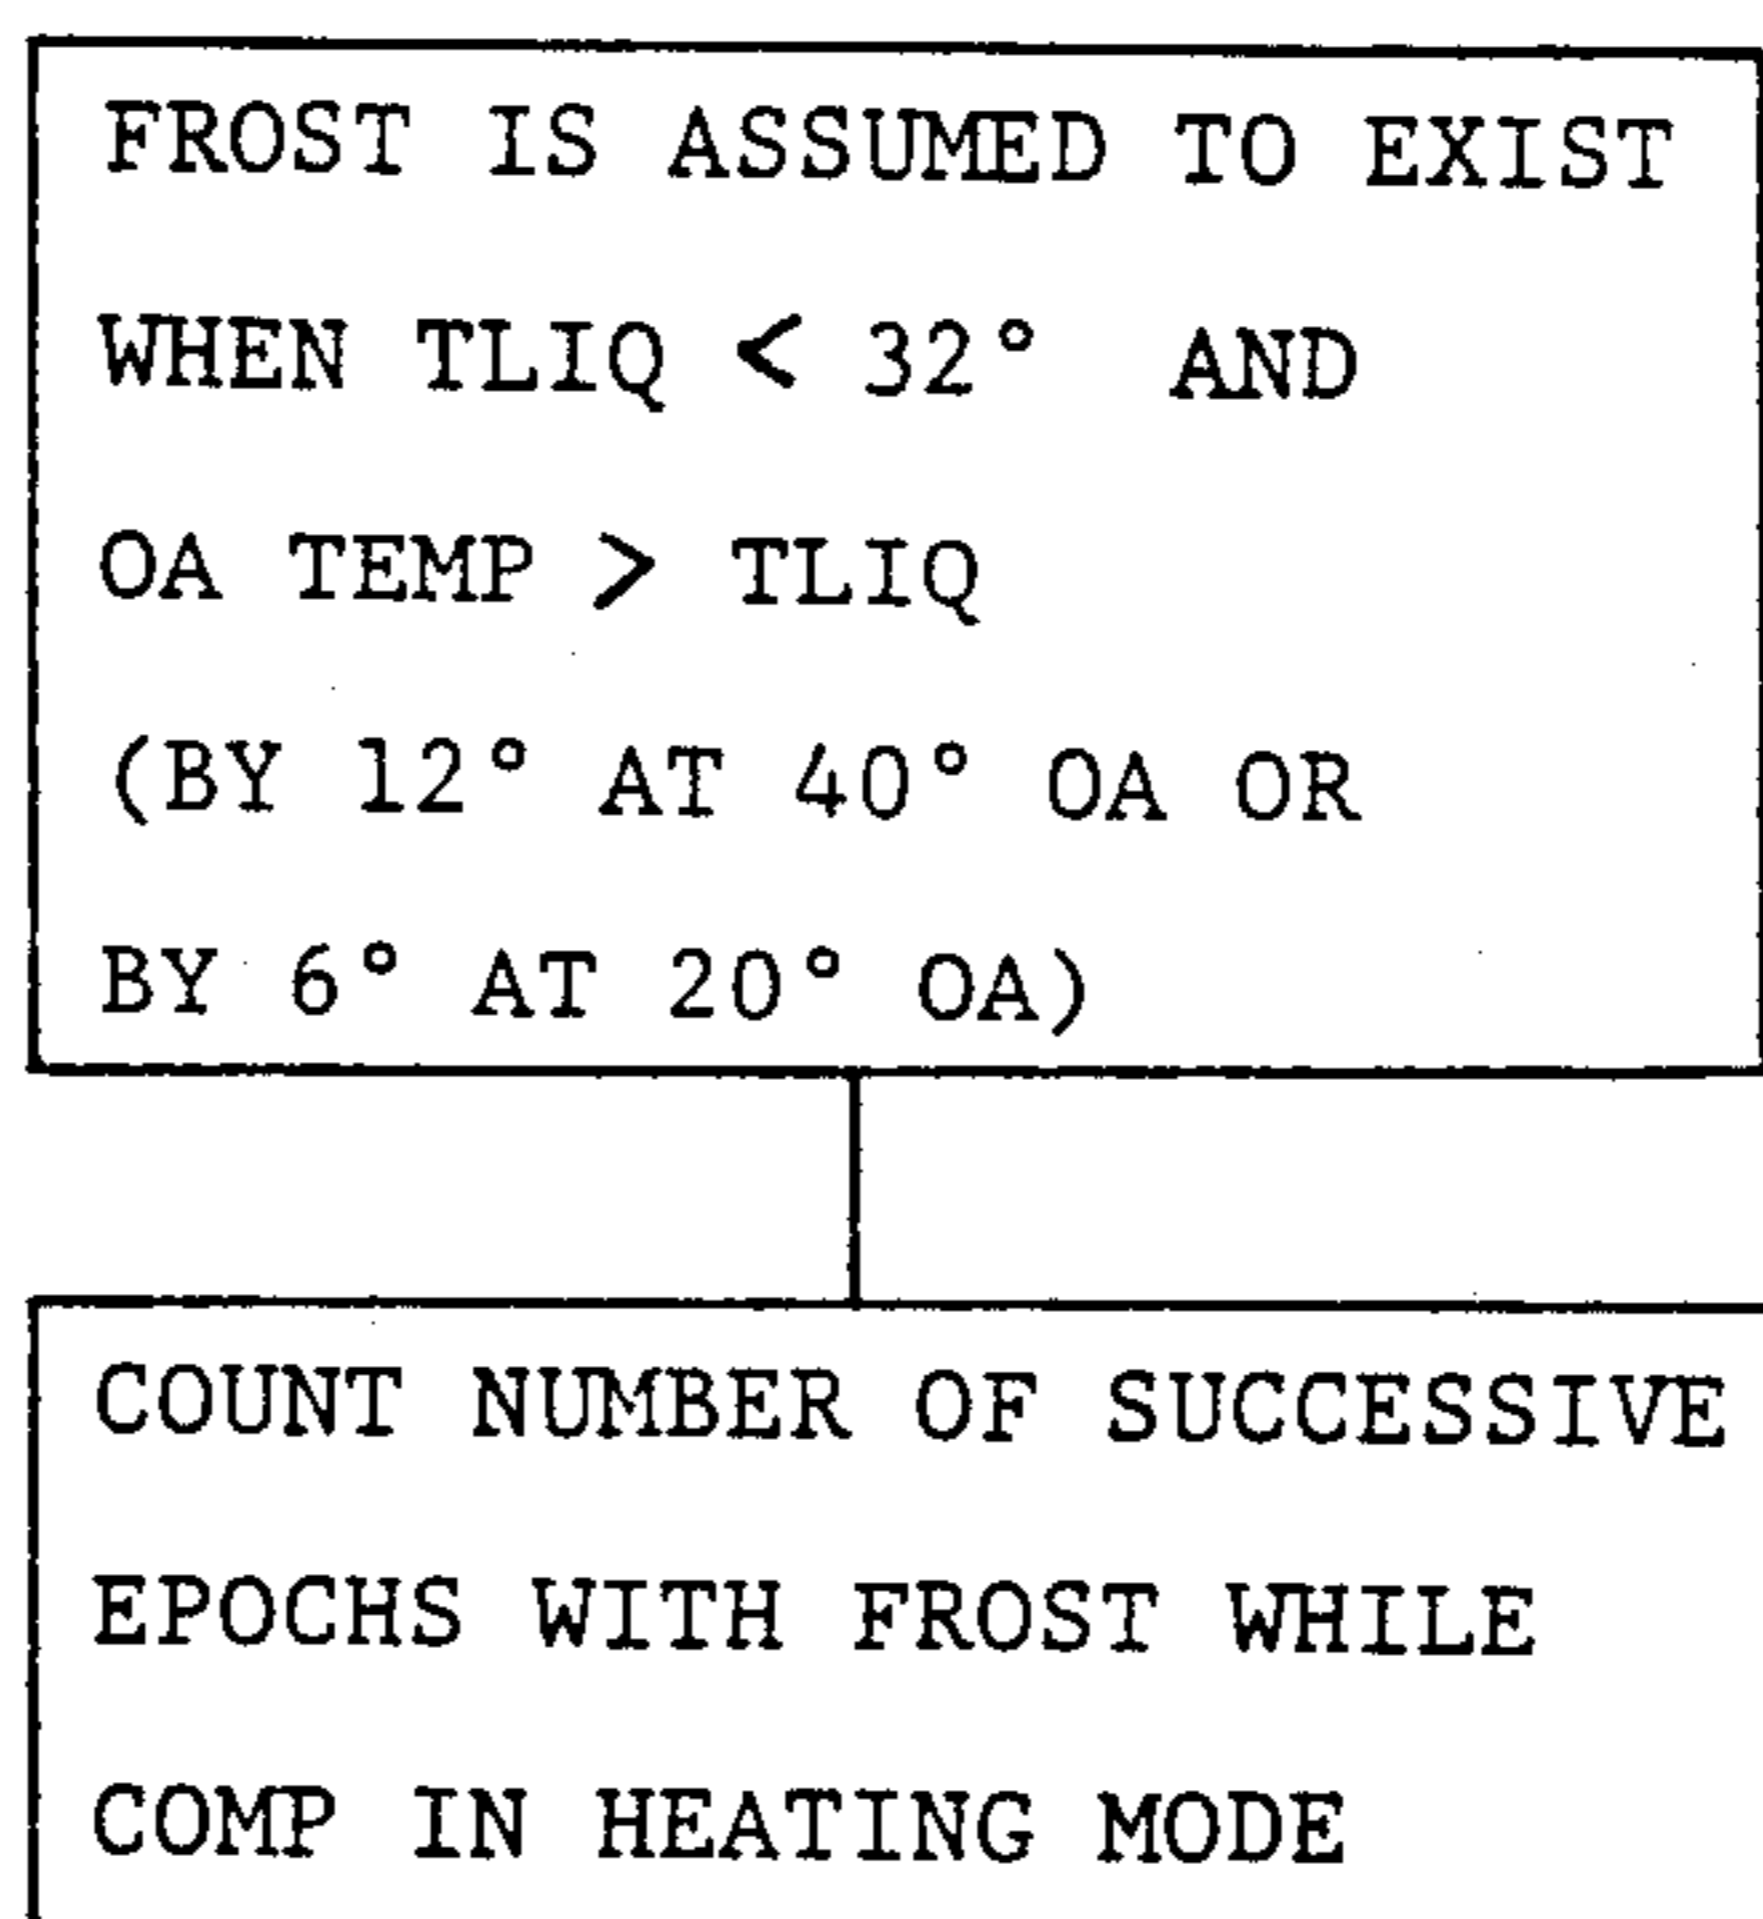 FROST IS ASSUMED TO EXIST
WHEN TLIQ < 32° AND
OA TEMP > TLIQ
(BY 12° AT 40° OA OR
BY 6° AT 20° OA)
COUNT NUMBER OF SUCCESSIVE
EPOCHS WITH FROST WHILE
COMP IN HEATING MODE